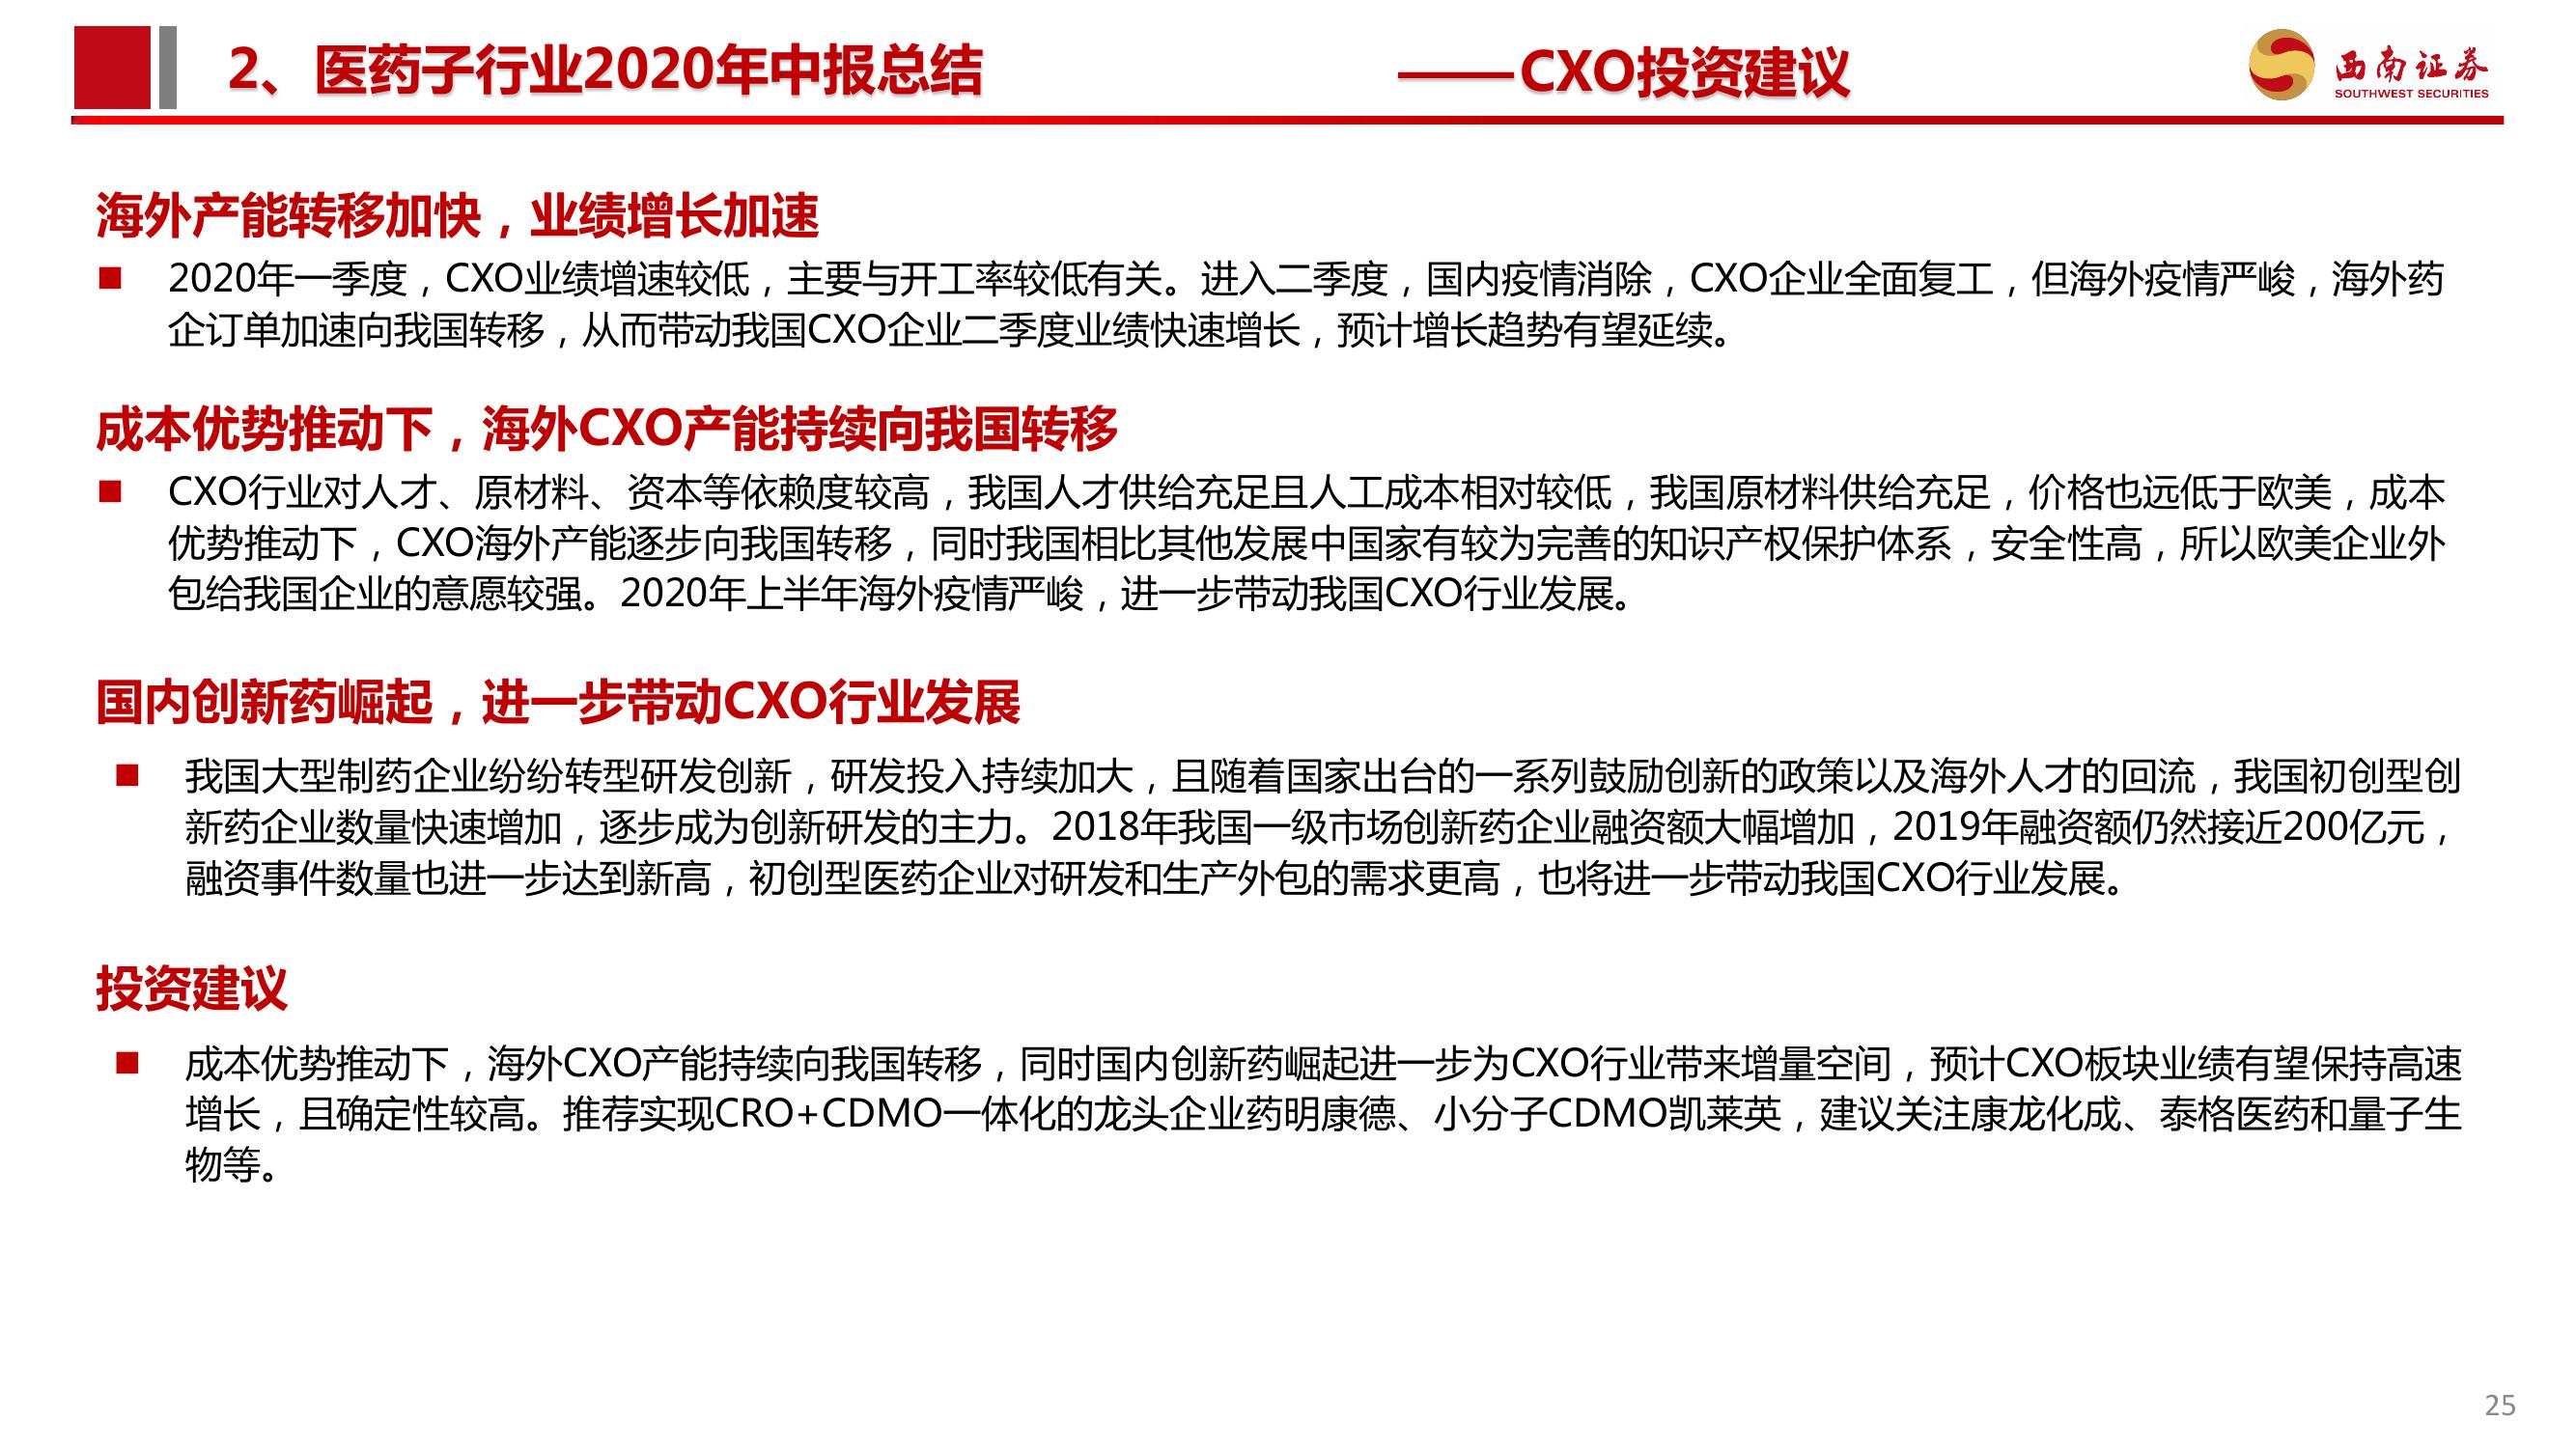 2、医药子行业2020年中报总结
——CXO投资建议
西南证券
SOUTHWEST SECURITIES
海外产能转移加快，业绩增长加速
2020年一季度，CXO业绩增速较低，主要与开工率较低有关。进入二季度，国内疫情消除，CXO企业全面复工，但海外疫情严峻，海外药
企订单加速向我国转移，从而带动我国CXO企业二季度业绩快速增长，预计增长趋势有望延续。
成本优势推动下，海外CXO产能持续向我国转移
CXO行业对人才、原材料、资本等依赖度较高，我国人才供给充足且人工成本相对较低，我国原材料供给充足，价格也远低于欧美，成本
优势推动下，CXO海外产能逐步向我国转移，同时我国相比其他发展中国家有较为完善的知识产权保护体系，安全性高，所以欧美企业外
包给我国企业的意愿较强。2020年上半年海外疫情严峻，进一步带动我国CXO行业发展。
国内创新药崛起，进一步带动CXO行业发展
我国大型制药企业纷纷转型研发创新，研发投入持续加大，且随着国家出台的一系列鼓励创新的政策以及海外人才的回流，我国初创型创
新药企业数量快速增加，逐步成为创新研发的主力。2018年我国一级市场创新药企业融资额大幅增加，2019年融资额仍然接近200亿元，
融资事件数量也进一步达到新高，初创型医药企业对研发和生产外包的需求更高，也将进一步带动我国CXO行业发展。
投资建议
成本优势推动下，海外CXO产能持续向我国转移，同时国内创新药崛起进一步为CXO行业带来增量空间，预计CXO板块业绩有望保持高速
增长，且确定性较高。推荐实现CRO+CDMO一体化的龙头企业药明康德、小分子CDMO凯莱英，建议关注康龙化成、泰格医药和量子生
物等。
25